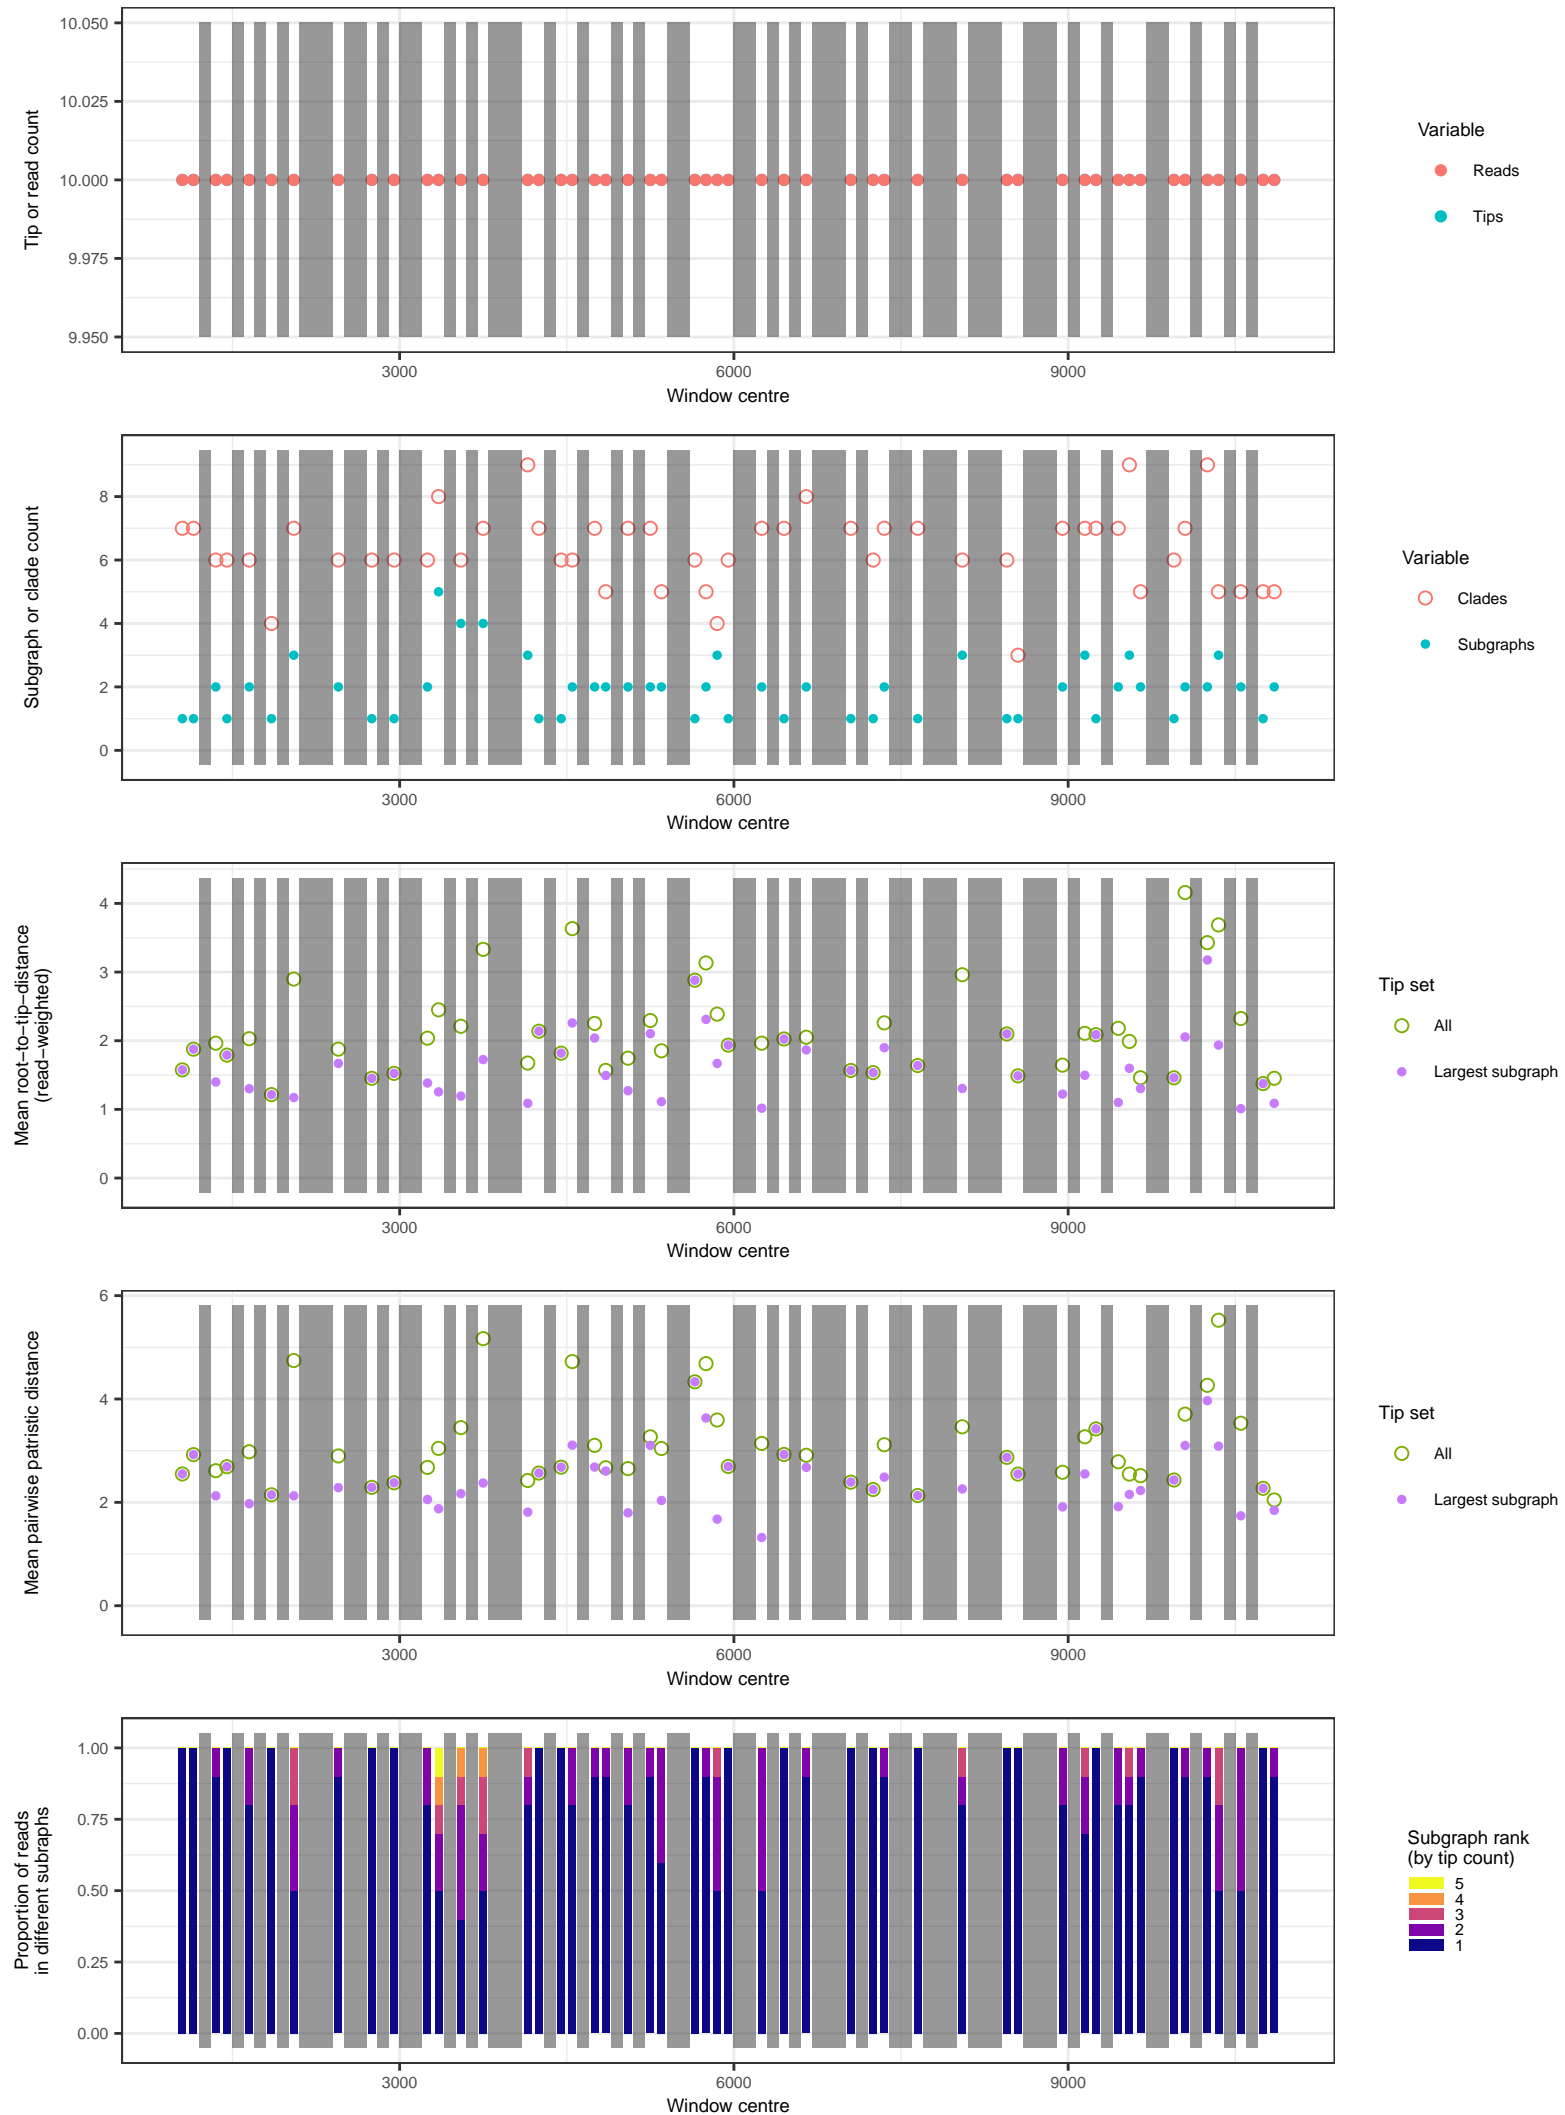 10.050
10.025
10.000
9.975
9.950
Tip or read count
3000
6000
9000
Window centre
Variable
Reads
Tips
8
6
4
2
0
Subgraph or clade count
3000
6000
9000
Window centre
Variable
Clades
Subgraphs
4
3
2
1
0
Mean root−to−tip−distance
(read−weighted)
3000
6000
9000
Window centre
Tip set
All
Largest subgraph
6
4
2
0
Mean pairwise patristic distance
3000
6000
9000
Window centre
Tip set
All
Largest subgraph
1.00
0.75
0.50
0.25
0.00
Proportion of reads
in different subraphs
3000
6000
9000
Window centre
Subgraph rank
(by tip count)
5
4
3
2
1